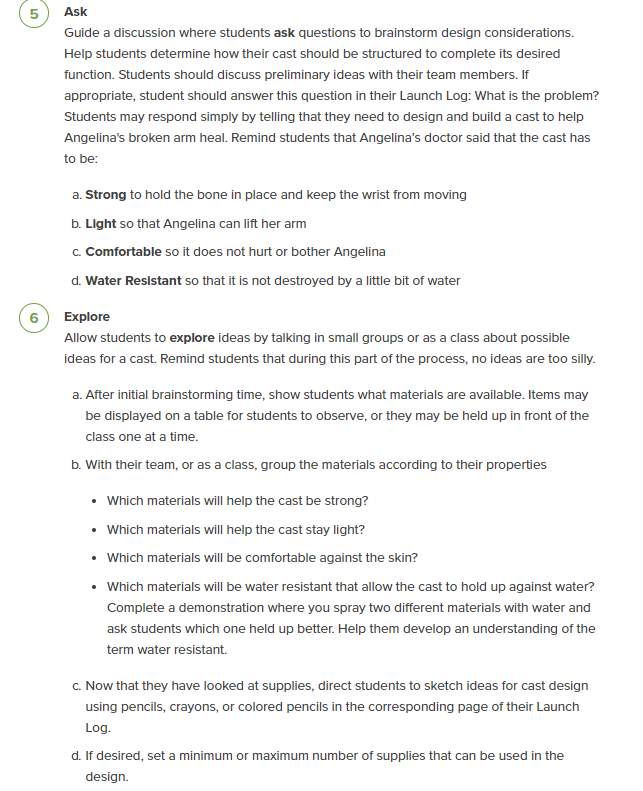 5 Ask
Guide a discussion where students ask questions to brainstorm design considerations.
Help students determine how their cast should be structured to complete its desired
function. Students should discuss preliminary ideas with their team members. If
appropriate, student should answer this question in their Launch Log: What is the problem?
Students may respond simply by telling that they need to design and build a cast to help
Angelina's broken arm heal. Remind students that Angelina's doctor said that the cast has
to be:
a. Strong to hold the bone in place and keep the wrist from moving
b. Light so that Angelina can lift her arm
c. Comfortable so it does not hurt or bother Angelina
d. Water Resistant so that it is not destroyed by a little bit of water
6 Explore
Allow students to explore ideas by talking in small groups or as a class about possible
ideas for a cast. Remind students that during this part of the process, no ideas are too silly.
a. After initial brainstorming time, show students what materials are available. Items may
be displayed on a table for students to observe, or they may be held up in front of the
class one at a time.
b. With their team, or as a class, group the materials according to their properties
• Which materials will help the cast be strong?
• Which materials will help the cast stay light?
• Which materials will be comfortable against the skin?
• Which materials will be water resistant that allow the cast to hold up against water?
Complete a demonstration where you spray two different materials with water and
ask students which one held up better. Help them develop an understanding of the
term water resistant.
c. Now that they have looked at supplies, direct students to sketch ideas for cast design
using pencils, crayons, or colored pencils in the corresponding page of their Launch
Log.
d. If desired, set a minimum or maximum number of supplies that can be used in the
design.